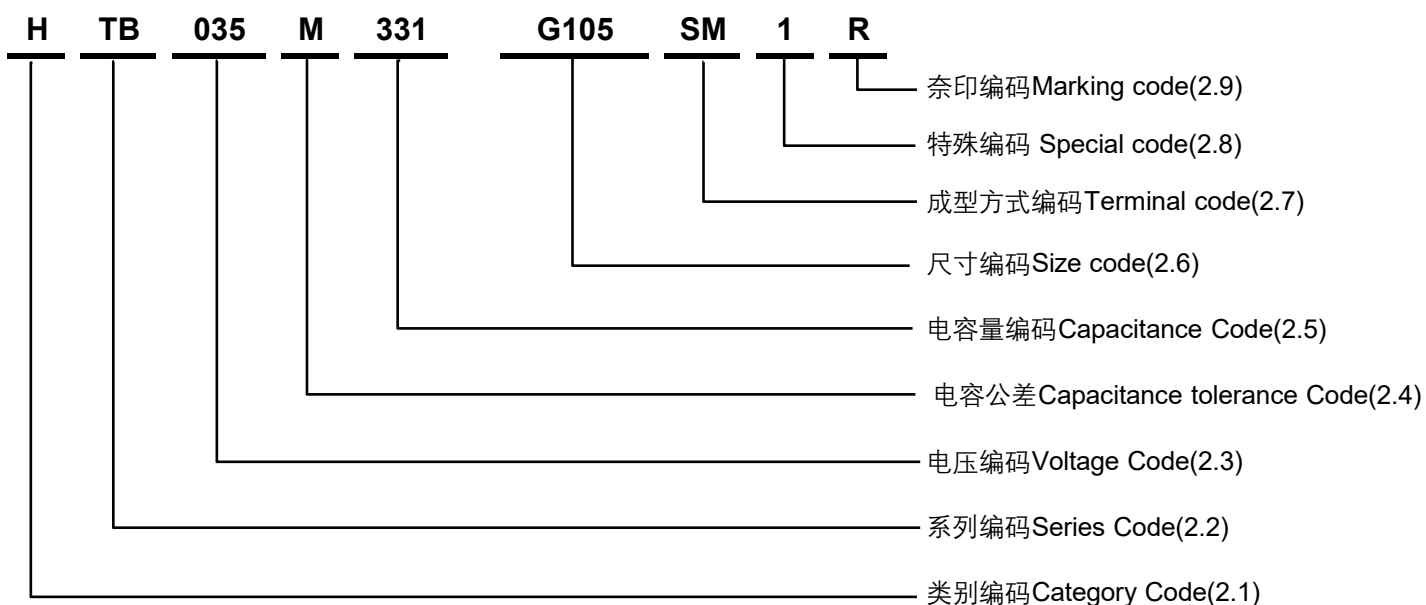 H TB 035 M 331 G105 SM 1 R
奈印编码Marking code(2.9)
特殊编码 Special code(2.8)
成型方式编码Terminal code(2.7)
尺寸编码Size code(2.6)
电容量编码Capacitance Code(2.5)
电容公差Capacitance tolerance Code(2.4)
电压编码Voltage Code(2.3)
系列编码Series Code(2.2)
类别编码Category Code(2.1)